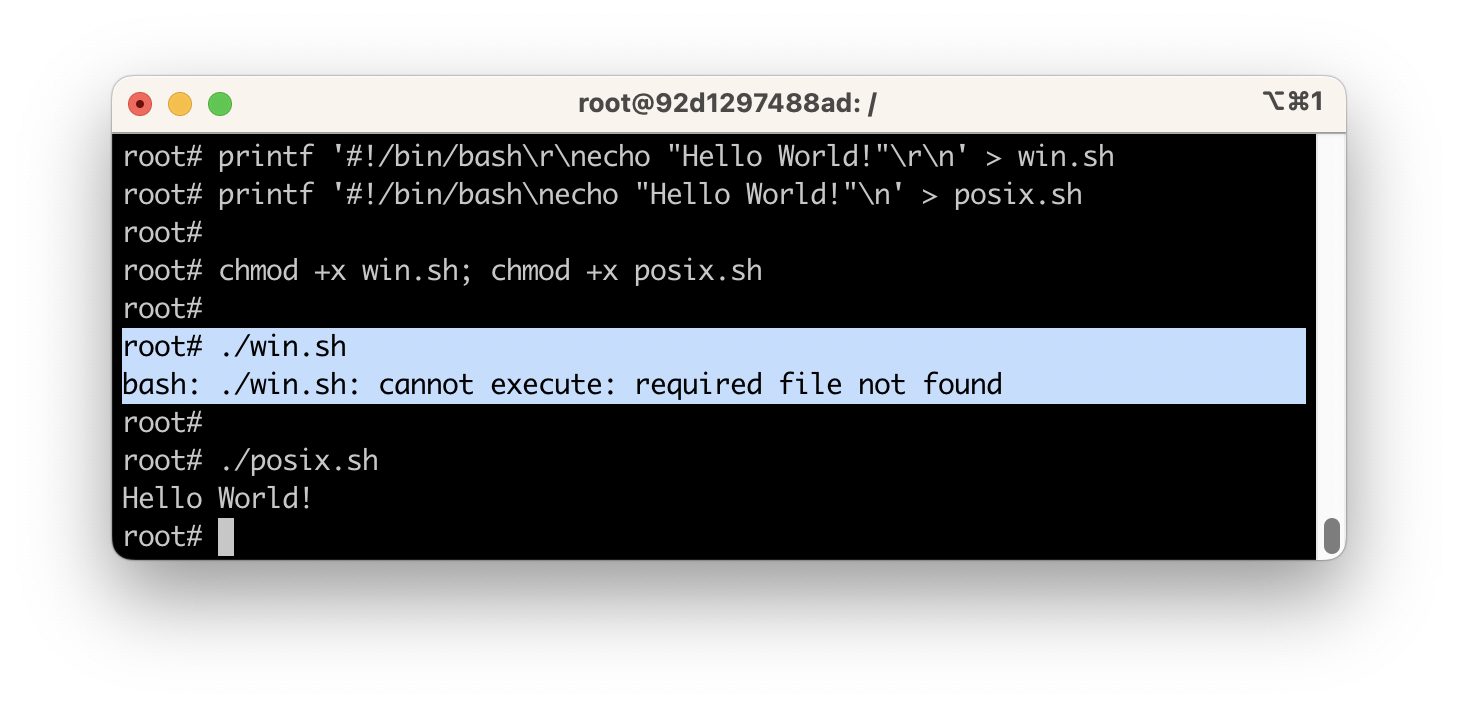 root@92d1297488ad: /
⌥⌘1
root# printf '#!/bin/bash\r\necho "Hello World!"\r\n' > win.sh
root# printf '#!/bin/bash\necho "Hello World!"\n' > posix.sh
root#
root# chmod +x win.sh; chmod +x posix.sh
root#
root# ./win.sh
bash: ./win.sh: cannot execute: required file not found
root#
root# ./posix.sh
Hello World!
root#